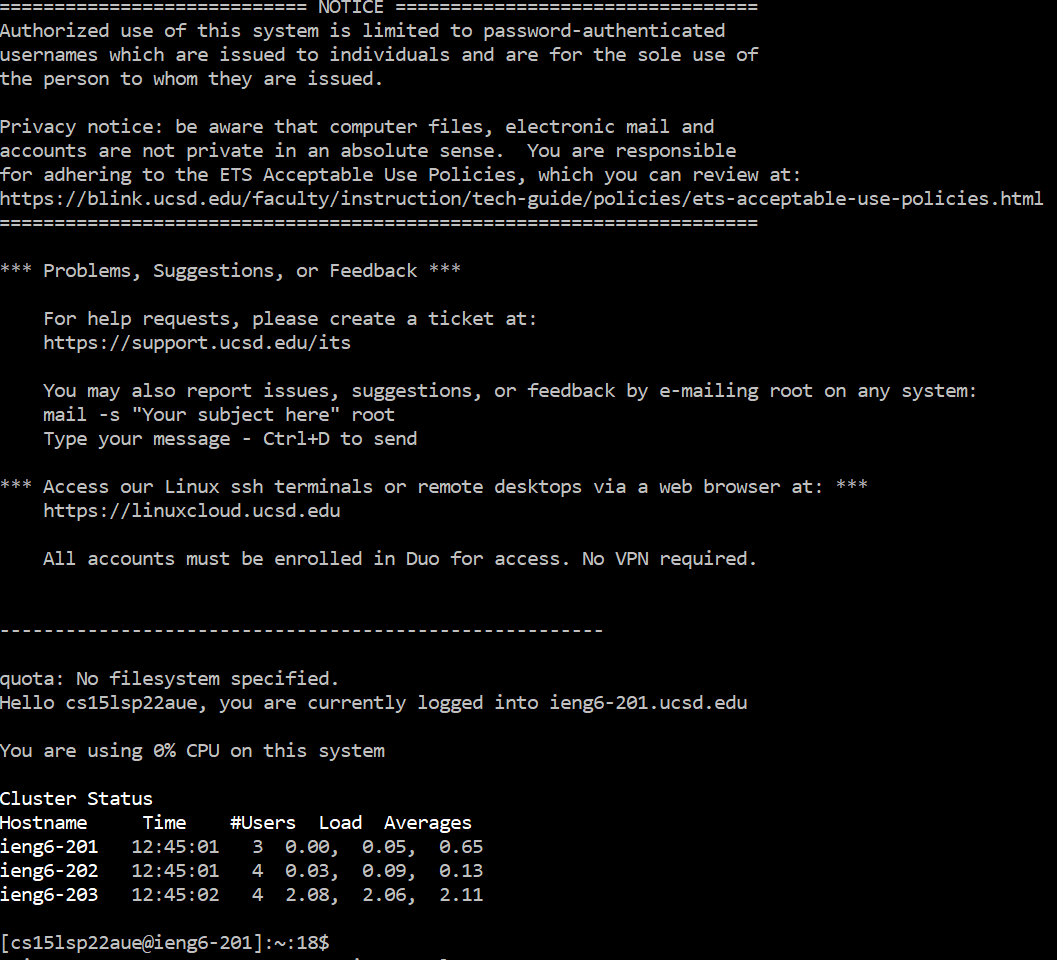 ============================ NOTICE =================================
Authorized use of this system is limited to password-authenticated
usernames which are issued to individuals and are for the sole use of
the person to whom they are issued.
Privacy notice: be aware that computer files, electronic mail and
accounts are not private in an absolute sense.  You are responsible
for adhering to the ETS Acceptable Use Policies, which you can review at:
https://blink.ucsd.edu/faculty/instruction/tech-guide/policies/ets-acceptable-use-policies.html
=====================================================================
*** Problems, Suggestions, or Feedback ***
    For help requests, please create a ticket at:
    https://support.ucsd.edu/its
    You may also report issues, suggestions, or feedback by e-mailing root on any system:
    mail -s "Your subject here" root
    Type your message - Ctrl+D to send
*** Access our Linux ssh terminals or remote desktops via a web browser at: ***
    https://linuxcloud.ucsd.edu
    All accounts must be enrolled in Duo for access. No VPN required.
-------------------------------------------------------
quota: No filesystem specified.
Hello cs15lsp22aue, you are currently logged into ieng6-201.ucsd.edu
You are using 0% CPU on this system
Cluster Status
Hostname     Time    #Users  Load  Averages
ieng6-201   12:45:01   3  0.00,  0.05,  0.65
ieng6-202   12:45:01   4  0.03,  0.09,  0.13
ieng6-203   12:45:02   4  2.08,  2.06,  2.11
[cs15lsp22aue@ieng6-201]:~:18$